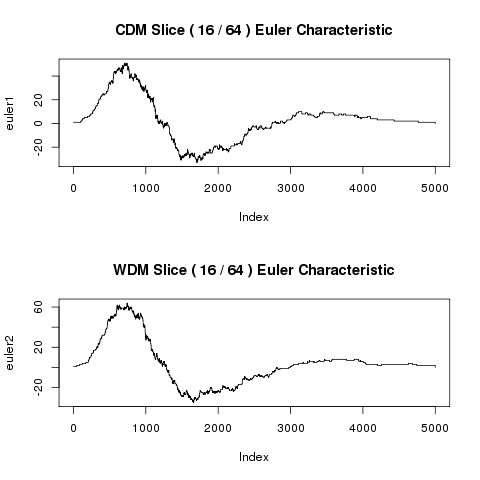 CDM Slice ( 16 / 64 ) Euler Characteristic
euler1
20
0
-20
0 1000 2000 3000 4000 5000
Index
WDM Slice ( 16 / 64 ) Euler Characteristic
euler2
60
20
-20
0 1000 2000 3000 4000 5000
Index